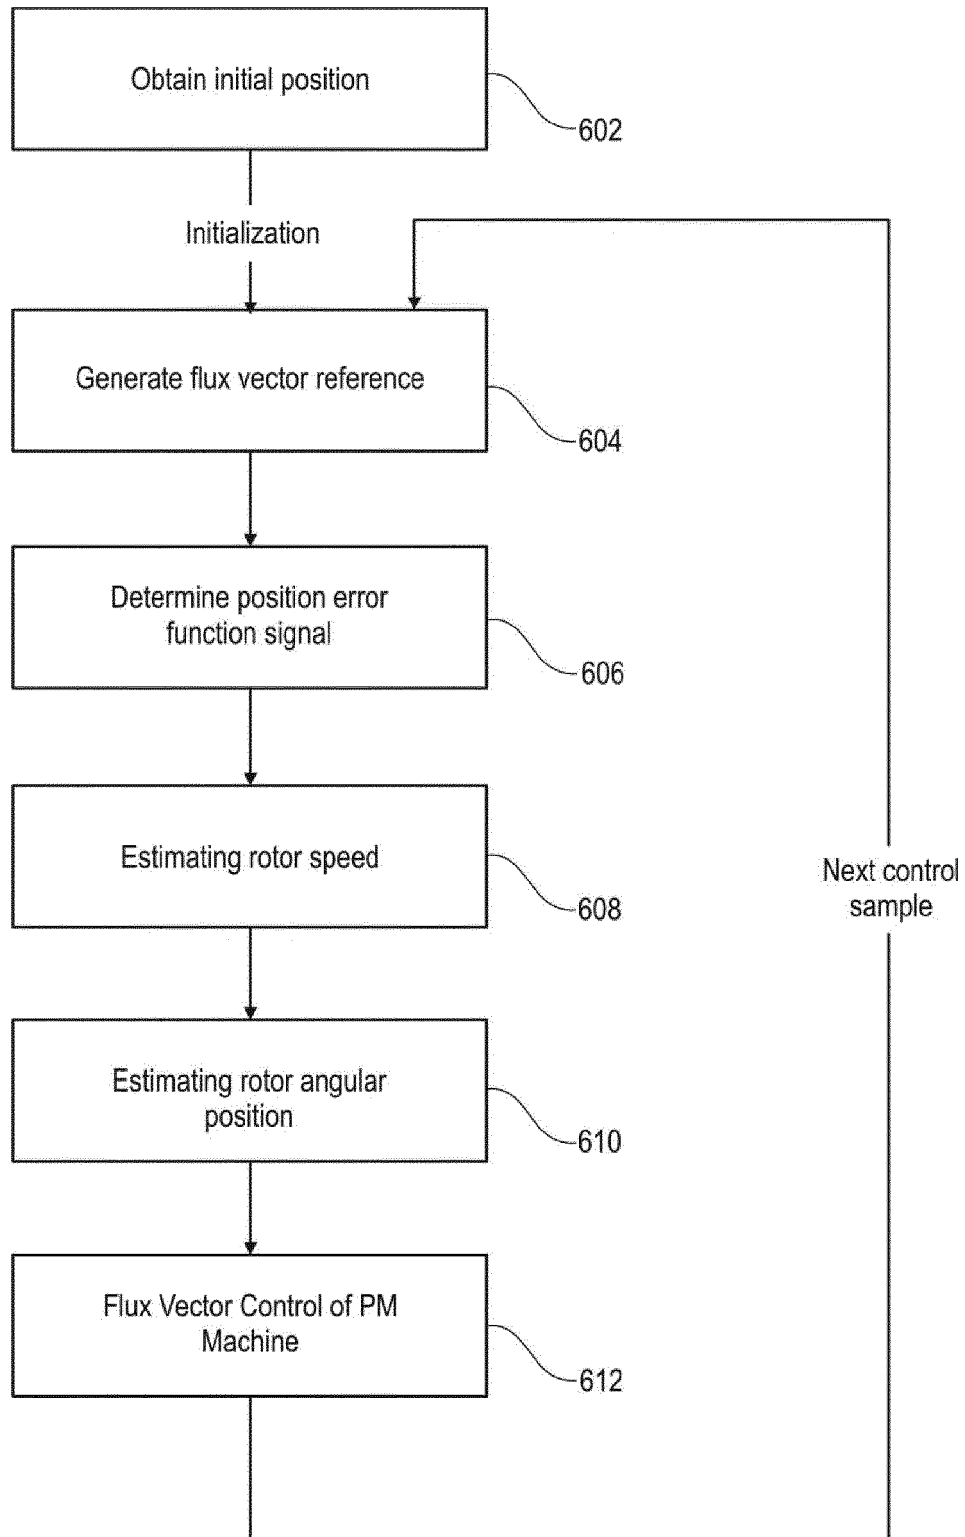 Obtain initial position
602
Initialization
Generate flux vector reference
604
Determine position error
function signal
606
Estimating rotor speed
608
Next control
sample
Estimating rotor angular
position
610
Flux Vector Control of PM
Machine
612